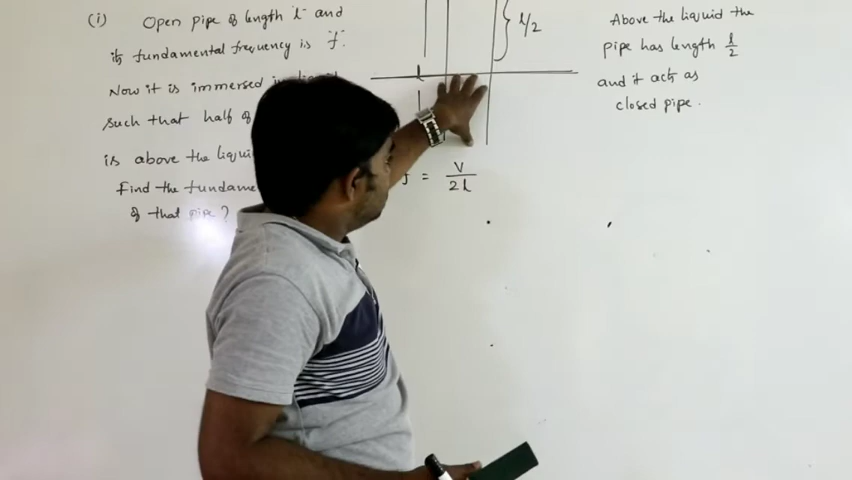 (i) Open pipe of length 'l' and
its fundamental frequency is 'f'.
Now it is immersed in
such that half of
is above the
Find the
of that pipe?
l/2
l
f = V/2l
Above the liquid the
pipe has length l/2
and it acts as
closed pipe.